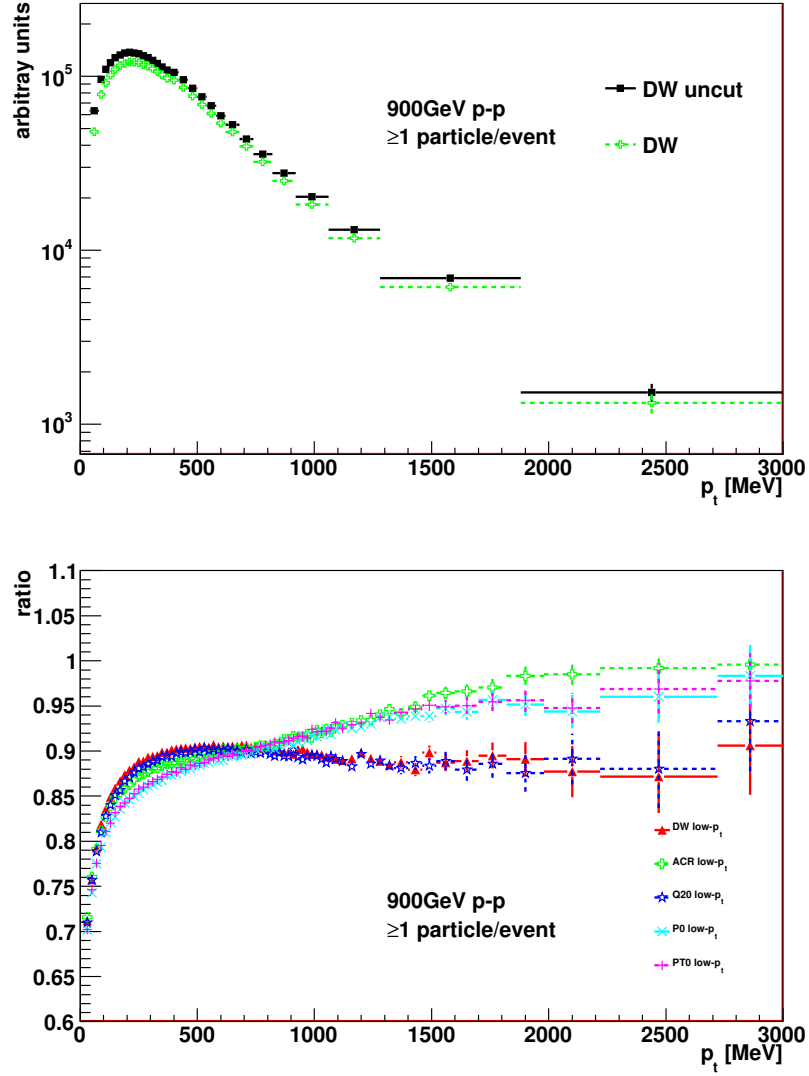 arbitray units
10^5
10^4
10^3
900GeV p-p
≥1 particle/event
DW uncut
DW
0 500 1000 1500 2000 2500 3000
p_t [MeV]
ratio
1.1
1.05
1
0.95
0.9
0.85
0.8
0.75
0.7
0.65
0.6
DW low-p_t
ACR low-p_t
Q20 low-p_t
P0 low-p_t
PT0 low-p_t
900GeV p-p
≥1 particle/event
0 500 1000 1500 2000 2500 3000
p_t [MeV]